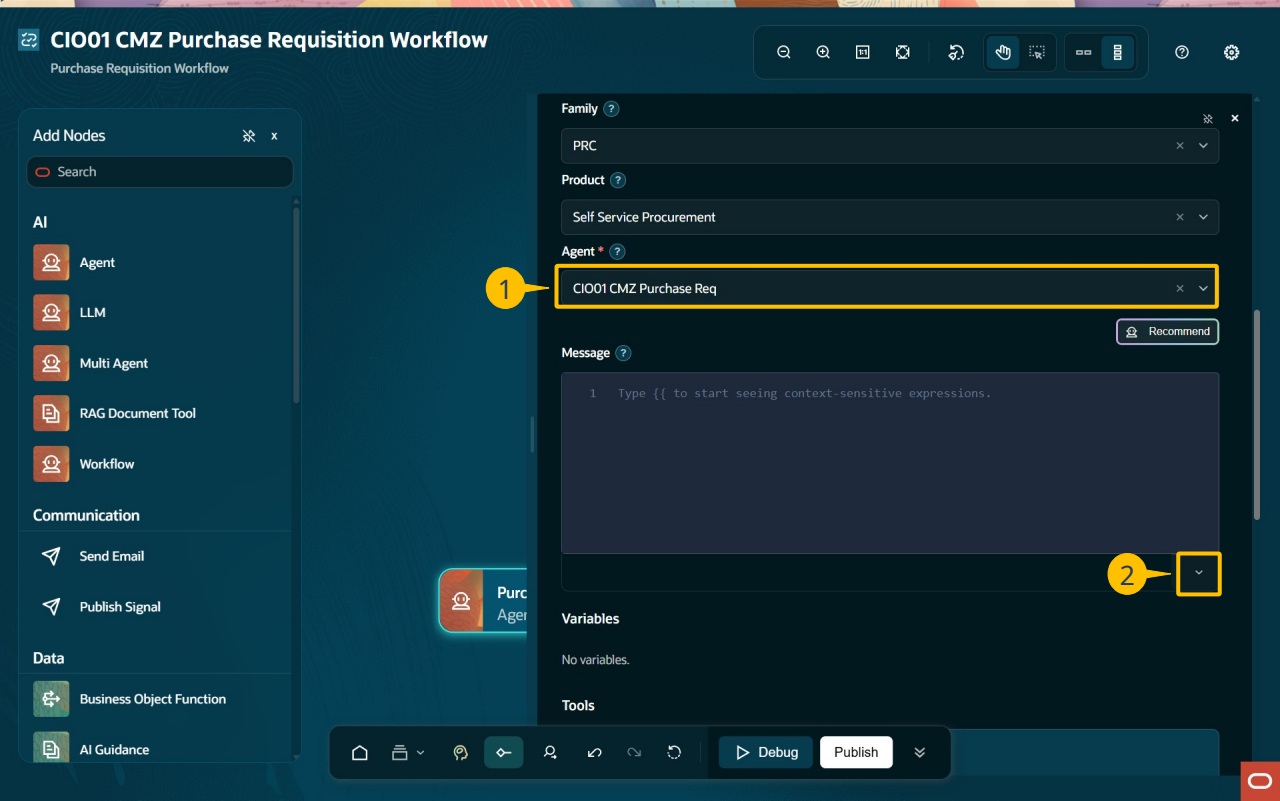 CIO01 CMZ Purchase Requisition Workflow
Purchase Requisition Workflow
1:1
Add Nodes
x
Search
AI
Agent
LLM
Multi Agent
RAG Document Tool
Workflow
Communication
Send Email
Publish Signal
Data
Business Object Function
AI Guidance
Purc
Agen
Family ?
PRC
Product ?
Self Service Procurement
Agent * ?
1
CIO01 CMZ Purchase Req
Recommend
Message ?
1 Type {{ to start seeing context-sensitive expressions.
2
Variables
No variables.
Tools
Debug
Publish